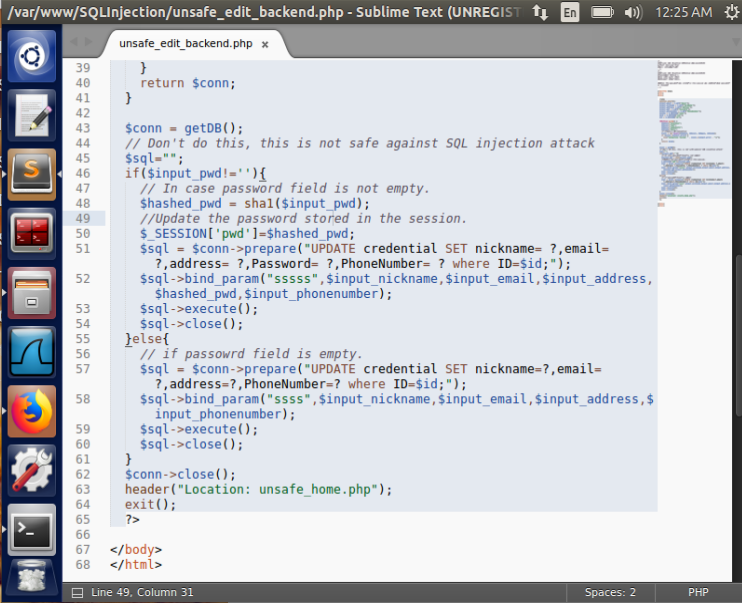 /var/www/SQLInjection/unsafe_edit_backend.php - Sublime Text (UNREGIST
En
12:25 AM
unsafe_edit_backend.php ×
39 }
40 return $conn;
41 }
42
43 $conn = getDB();
44 // Don't do this, this is not safe against SQL injection attack
45 $sql="";
46 if($input_pwd!=''){
47 // In case password field is not empty.
48 $hashed_pwd = sha1($input_pwd);
49 //Update the password stored in the session.
50 $_SESSION['pwd']=$hashed_pwd;
51 $sql = $conn->prepare("UPDATE credential SET nickname= ?,email=
?,address= ?,Password= ?,PhoneNumber= ? where ID=$id;");
52 $sql->bind_param("sssss",$input_nickname,$input_email,$input_address,
$hashed_pwd,$input_phonenumber);
53 $sql->execute();
54 $sql->close();
55 }else{
56 // if passowrd field is empty.
57 $sql = $conn->prepare("UPDATE credential SET nickname=?,email=
?,address=?,PhoneNumber=? where ID=$id;");
58 $sql->bind_param("ssss",$input_nickname,$input_email,$input_address,$
input_phonenumber);
59 $sql->execute();
60 $sql->close();
61 }
62 $conn->close();
63 header("Location: unsafe_home.php");
64 exit();
65 ?>
66
67 </body>
68 </html>
Line 49, Column 31
Spaces: 2
PHP